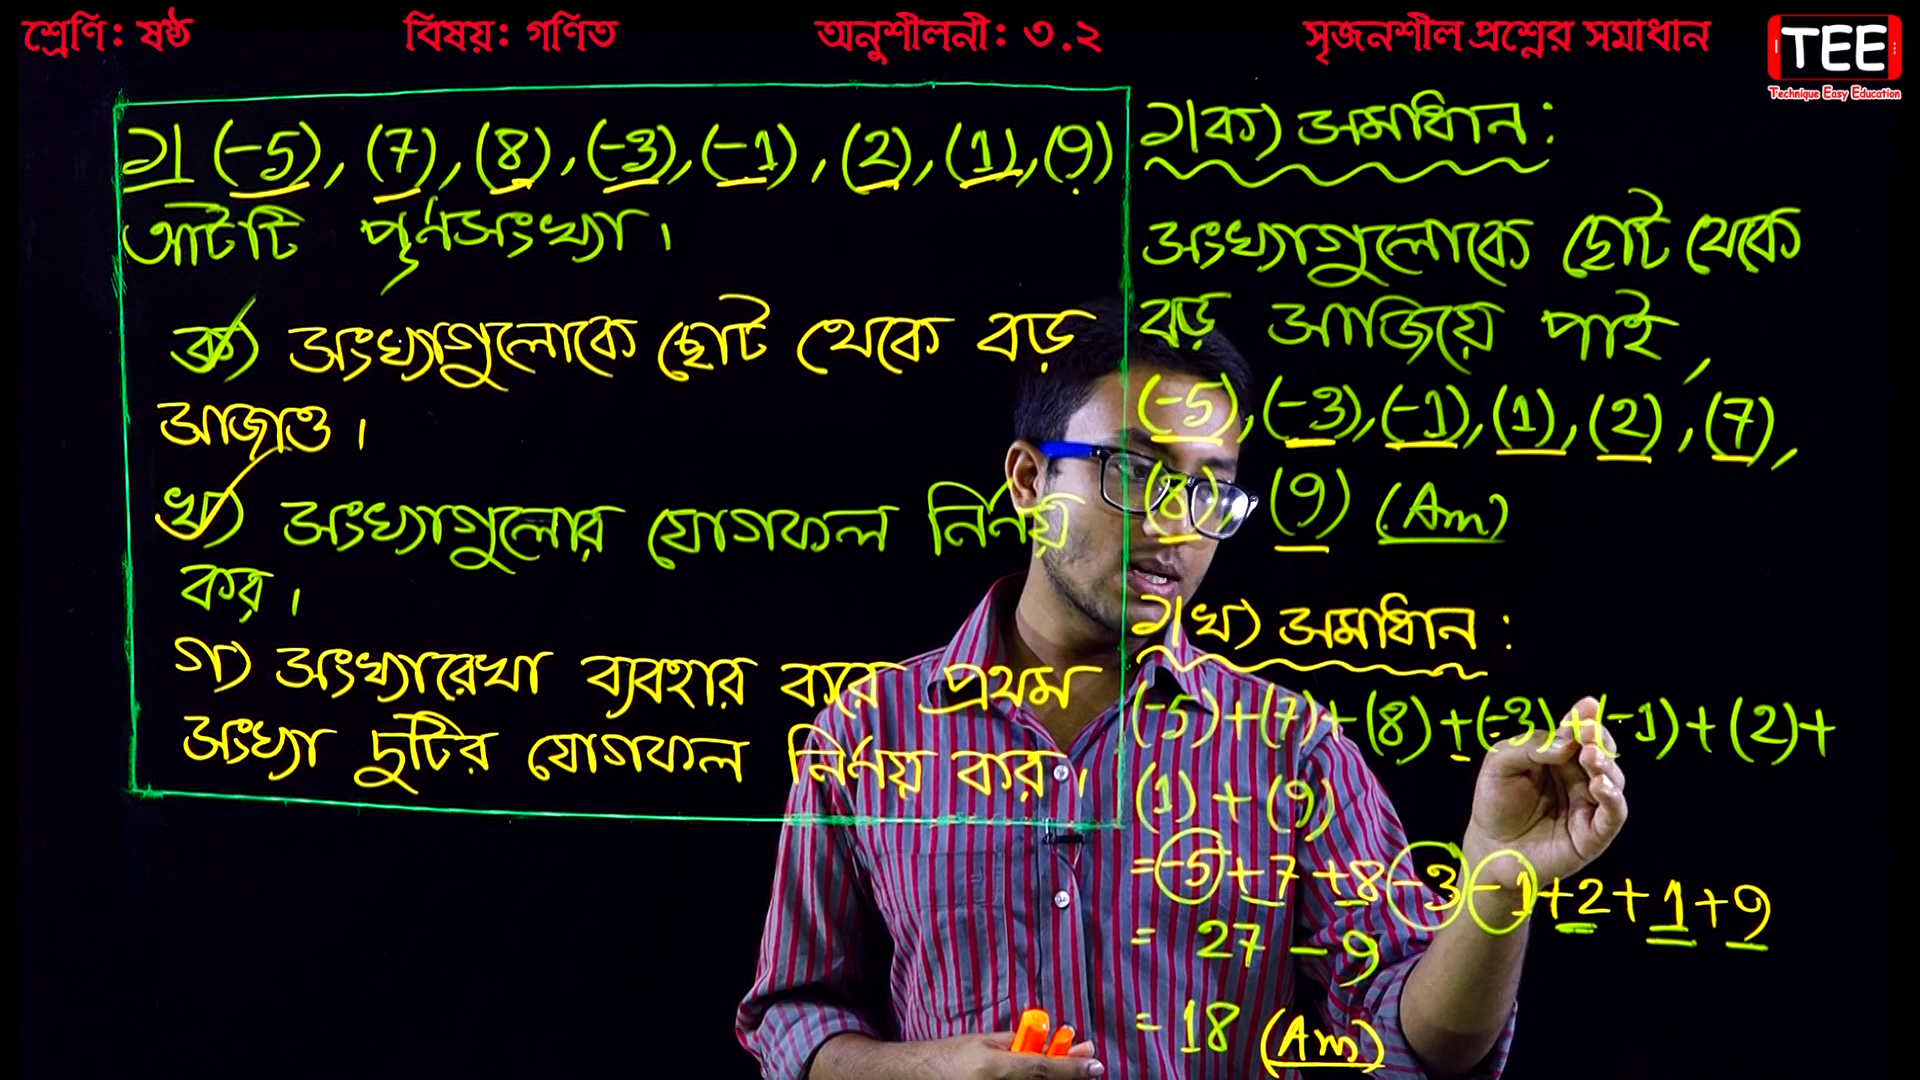 শ্রেণি: ষষ্ঠ
বিষয়: গণিত
অনুশীলনী: ৩.২
সৃজনশীল প্রশ্নের সমাধান
TEE
Technique Easy Education
১। (-5), (7), (8), (-3), (-1), (2), (1), (9)
আটটি পূর্ণসংখ্যা।
ক) সংখ্যাগুলোকে ছোট থেকে বড়
সাজাও।
খ) সংখ্যাগুলোর যোগফল নির্ণয়
কর।
গ) সংখ্যারেখা ব্যবহার করে প্রথম
সংখ্যা দুটির যোগফল নির্ণয় কর।
১।ক) সমাধান:
সংখ্যাগুলোকে ছোট থেকে
বড় সাজিয়ে পাই,
(-5), (-3), (-1), (1), (2), (7),
(8), (9) (Ans)
১।খ) সমাধান:
(-5)+(7)+(8)+(-3)+(-1)+(2)+
(1)+(9)
=-5+7+8-3-1+2+1+9
= 27-9
= 18 (Ans)